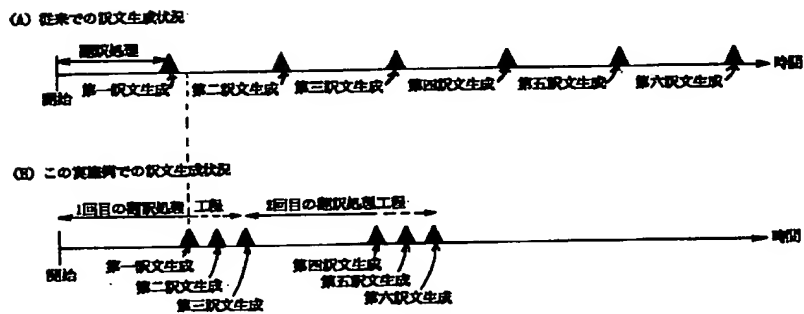 (A) 従来での訳文生成状況
翻訳処理
開始 第一訳文生成 第二訳文生成 第三訳文生成 第四訳文生成 第五訳文生成 第六訳文生成 時間
(B) この実施例での訳文生成状況
1回目の翻訳処理 工程 2回目の翻訳処理工程
時間
開始 第一訳文生成 第四訳文生成
第二訳文生成 第五訳文生成
第三訳文生成 第六訳文生成